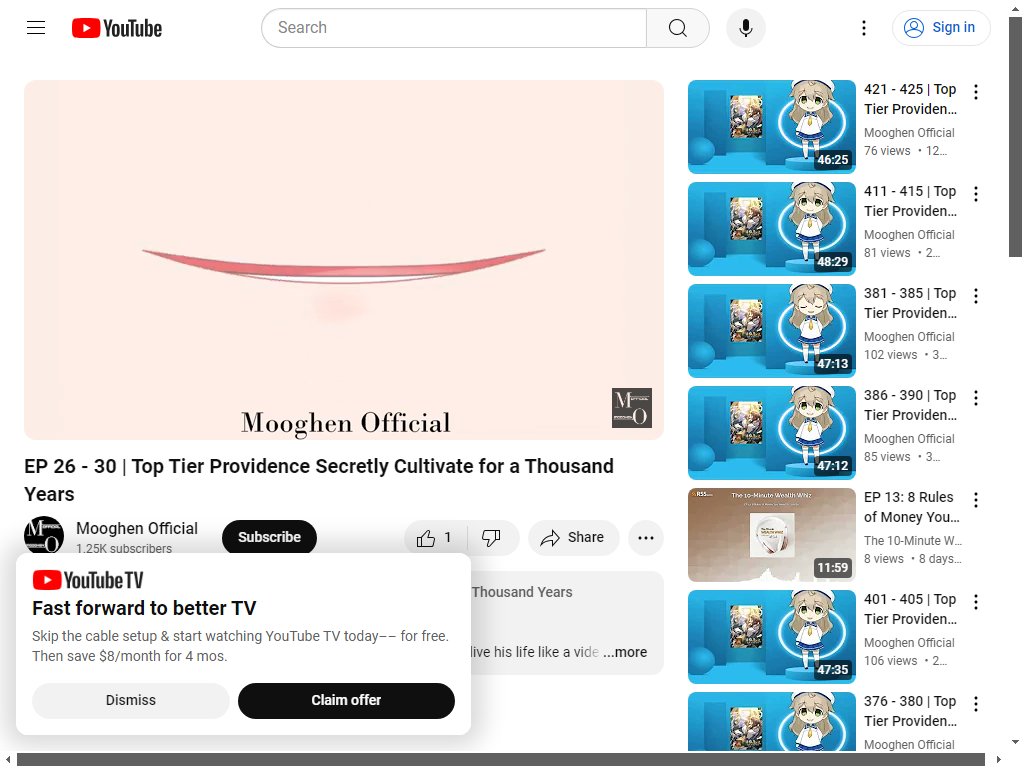 YouTube
Search
Sign in
Mooghen Official
EP 26 - 30 | Top Tier Providence Secretly Cultivate for a Thousand
Years
Mooghen Official
1.25K subscribers
Subscribe
1
Share
Thousand Years
live his life like a vide
...more
YouTube TV
Fast forward to better TV
Skip the cable setup & start watching YouTube TV today–– for free.
Then save $8/month for 4 mos.
Dismiss
Claim offer
46:25
421 - 425 | Top
Tier Providen...
Mooghen Official
76 views • 12...
48:29
411 - 415 | Top
Tier Providen...
Mooghen Official
81 views • 2...
47:13
381 - 385 | Top
Tier Providen...
Mooghen Official
102 views • 3...
47:12
386 - 390 | Top
Tier Providen...
Mooghen Official
85 views • 3...
RSS
The 10-Minute Wealth Whiz
11:59
EP 13: 8 Rules
of Money You...
The 10-Minute W...
8 views • 8 days...
47:35
401 - 405 | Top
Tier Providen...
Mooghen Official
106 views • 2...
376 - 380 | Top
Tier Providen...
Mooghen Official